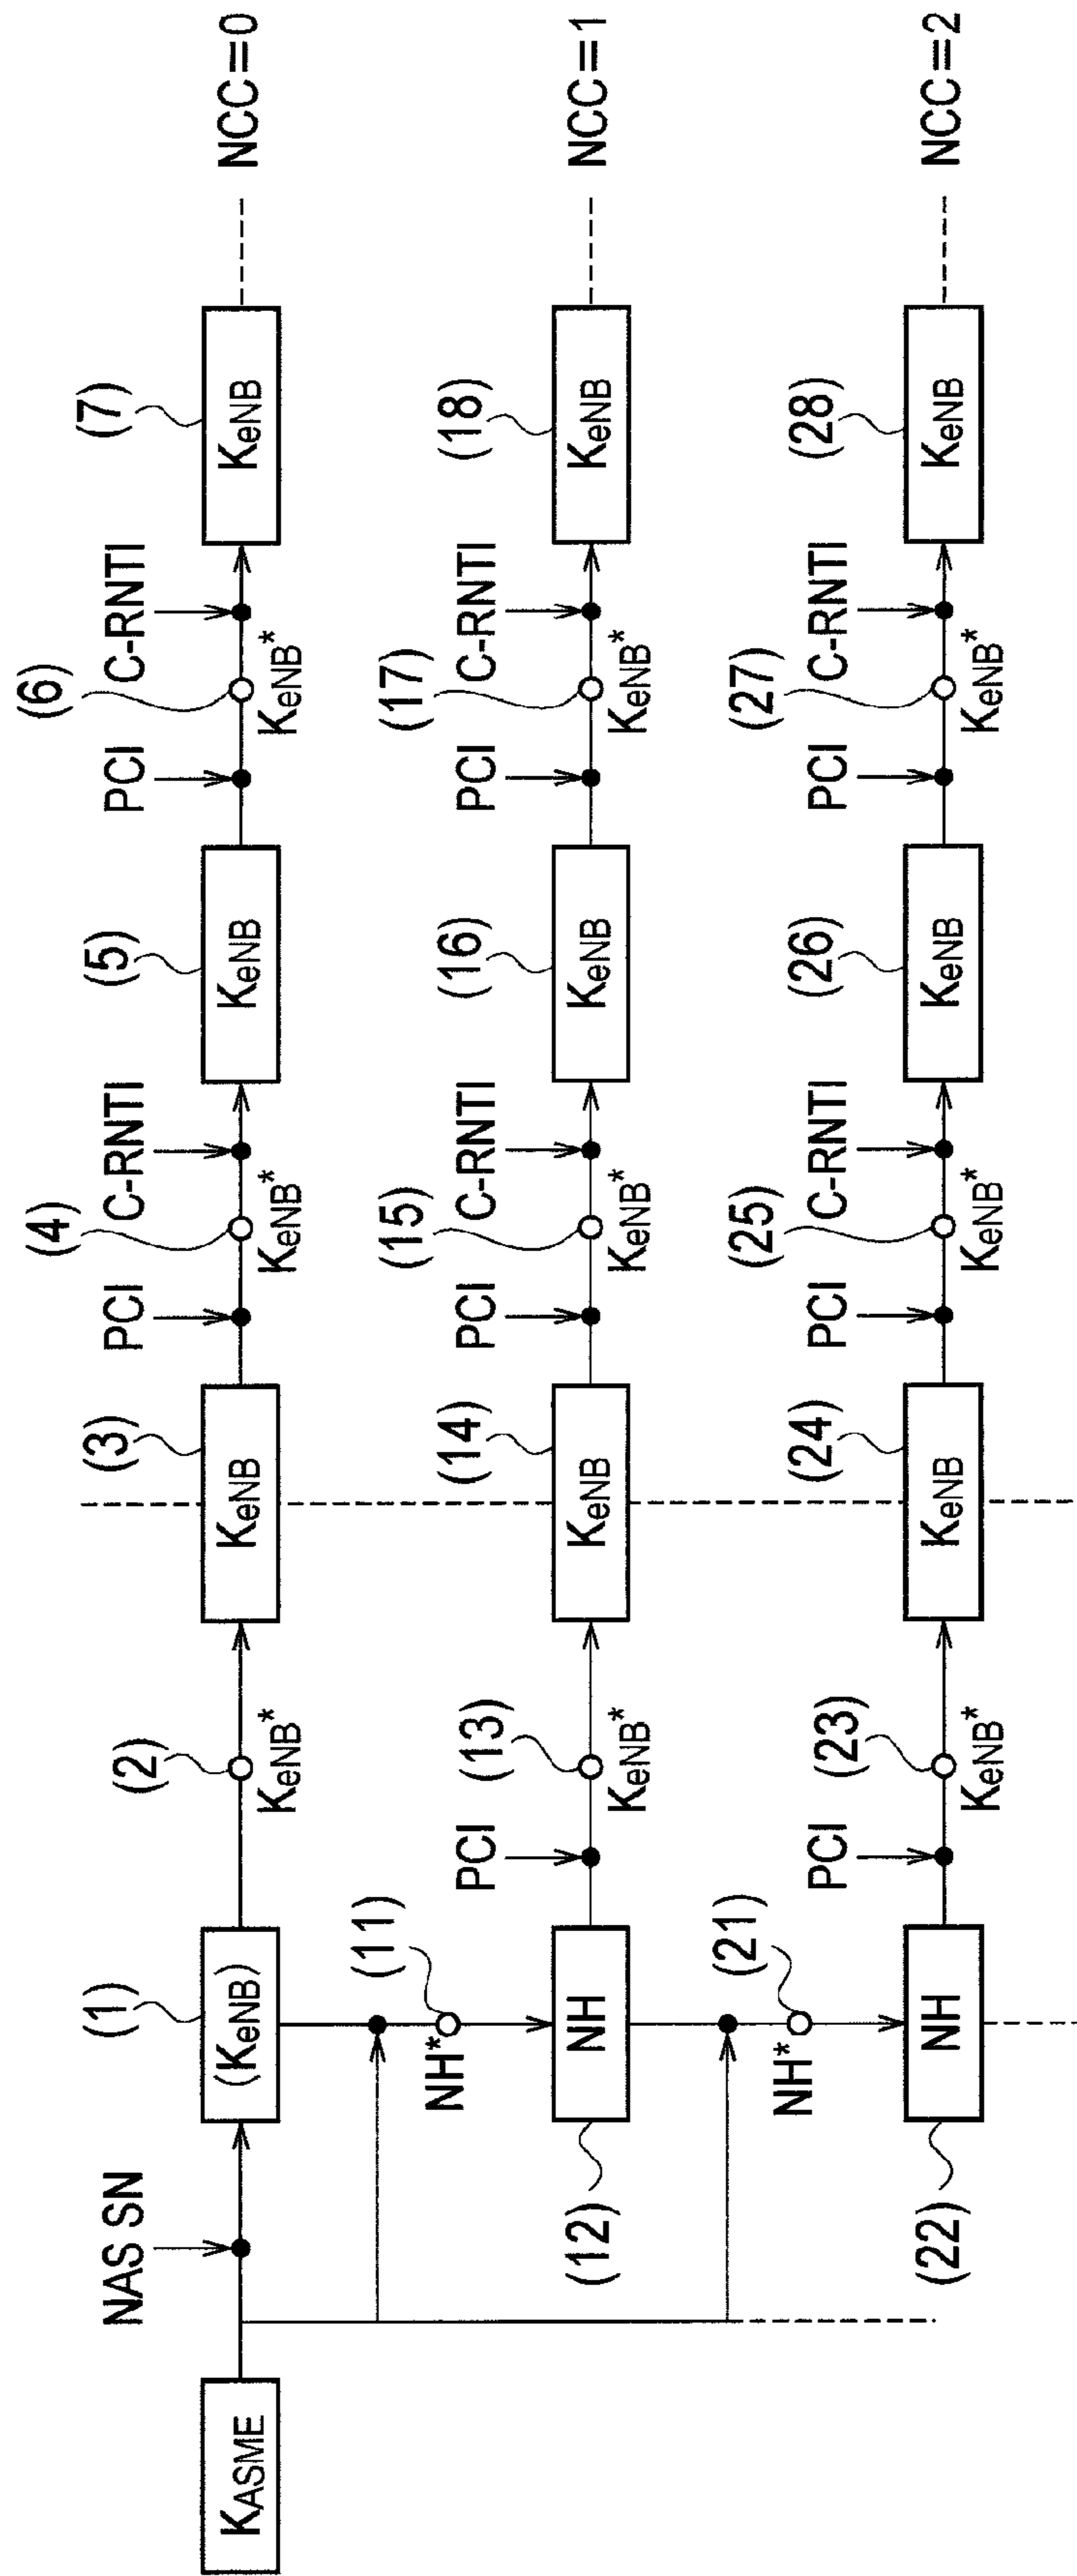 KASME
NAS SN
(1)
(KeNB)
(2)
KeNB*
(3)
KeNB
PCI
(4)
KeNB*
C-RNTI
(5)
KeNB
PCI
(6)
KeNB*
C-RNTI
(7)
KeNB
NCC=0
(11)
NH*
(12)
NH
PCI
(13)
KeNB*
(14)
KeNB
PCI
(15)
KeNB*
C-RNTI
(16)
KeNB
PCI
(17)
KeNB*
C-RNTI
(18)
KeNB
NCC=1
(21)
NH*
(22)
NH
PCI
(23)
KeNB*
(24)
KeNB
PCI
(25)
KeNB*
C-RNTI
(26)
KeNB
PCI
(27)
KeNB*
C-RNTI
(28)
KeNB
NCC=2